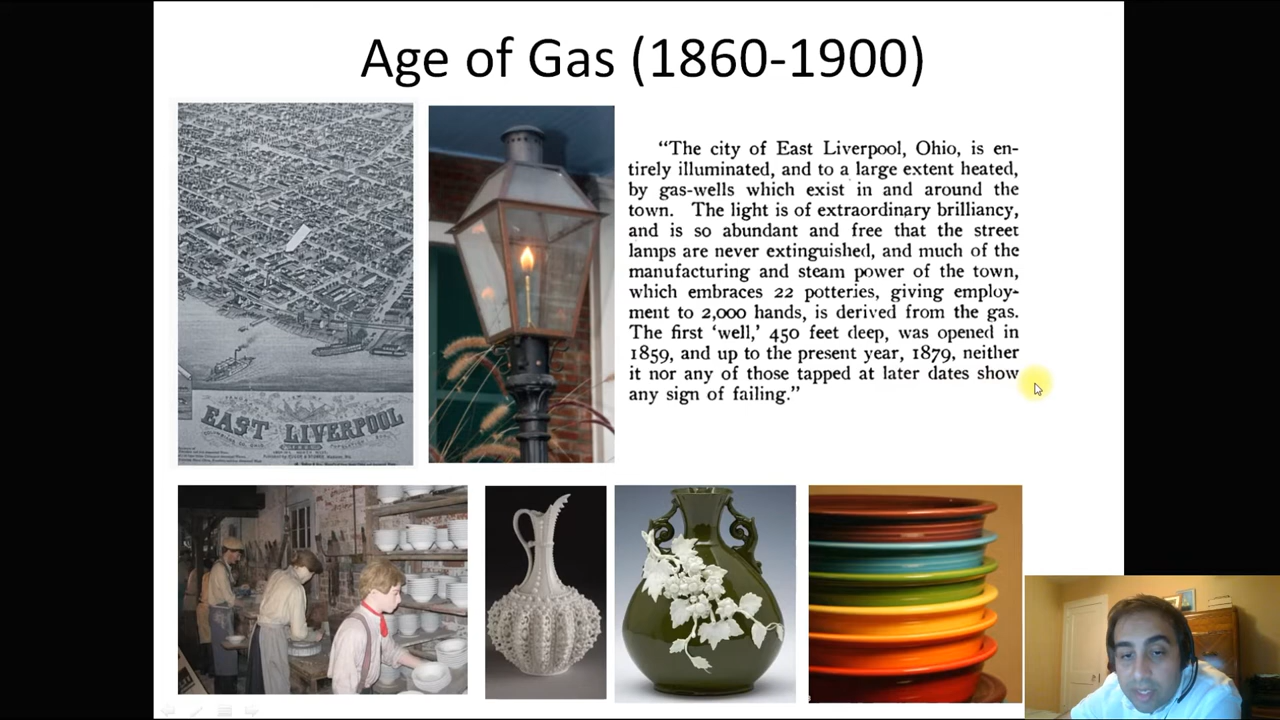 Age of Gas (1860-1900)
“The city of East Liverpool, Ohio, is en-
tirely illuminated, and to a large extent heated,
by gas-wells which exist in and around the
town. The light is of extraordinary brilliancy,
and is so abundant and free that the street
lamps are never extinguished, and much of the
manufacturing and steam power of the town,
which embraces 22 potteries, giving employ-
ment to 2,000 hands, is derived from the gas.
The first ‘well,’ 450 feet deep, was opened in
1859, and up to the present year, 1879, neither
it nor any of those tapped at later dates show
any sign of failing.”
EAST LIVERPOOL